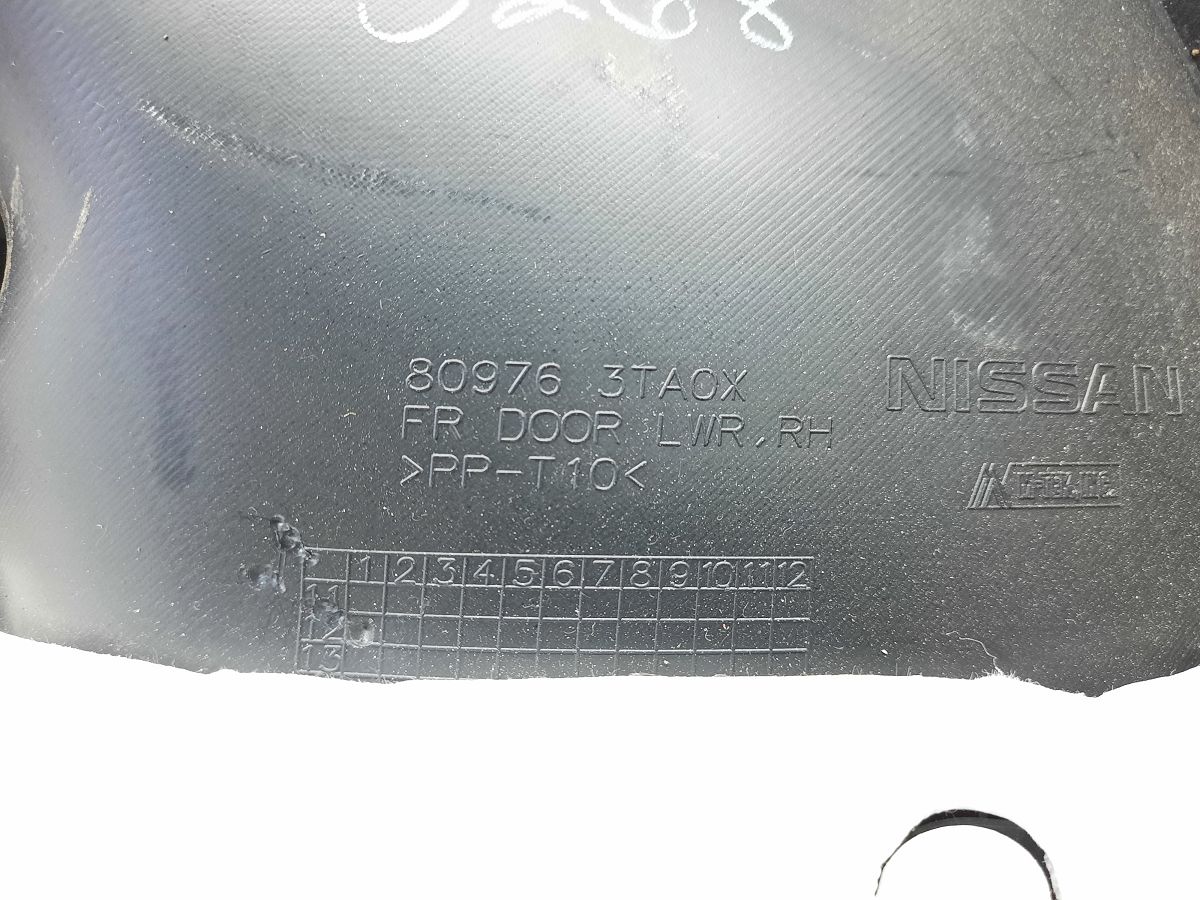 80976 3TA0X
NISSAN
FR DOOR LWR,RH
>PP-T10<
1 2 3 4 5 6 7 8 9 10 11 12
11
12
13